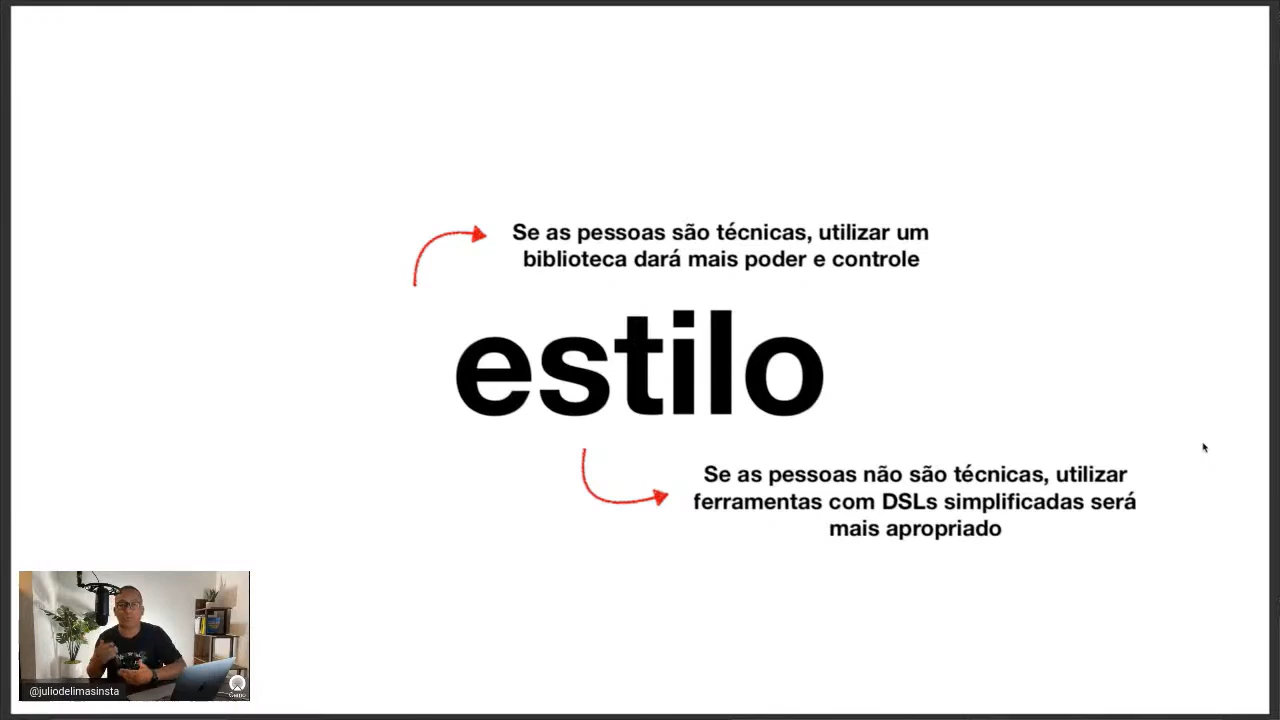 Se as pessoas são técnicas, utilizar um
biblioteca dará mais poder e controle
estilo
Se as pessoas não são técnicas, utilizar
ferramentas com DSLs simplificadas será
mais apropriado
@juliodelimasinsta